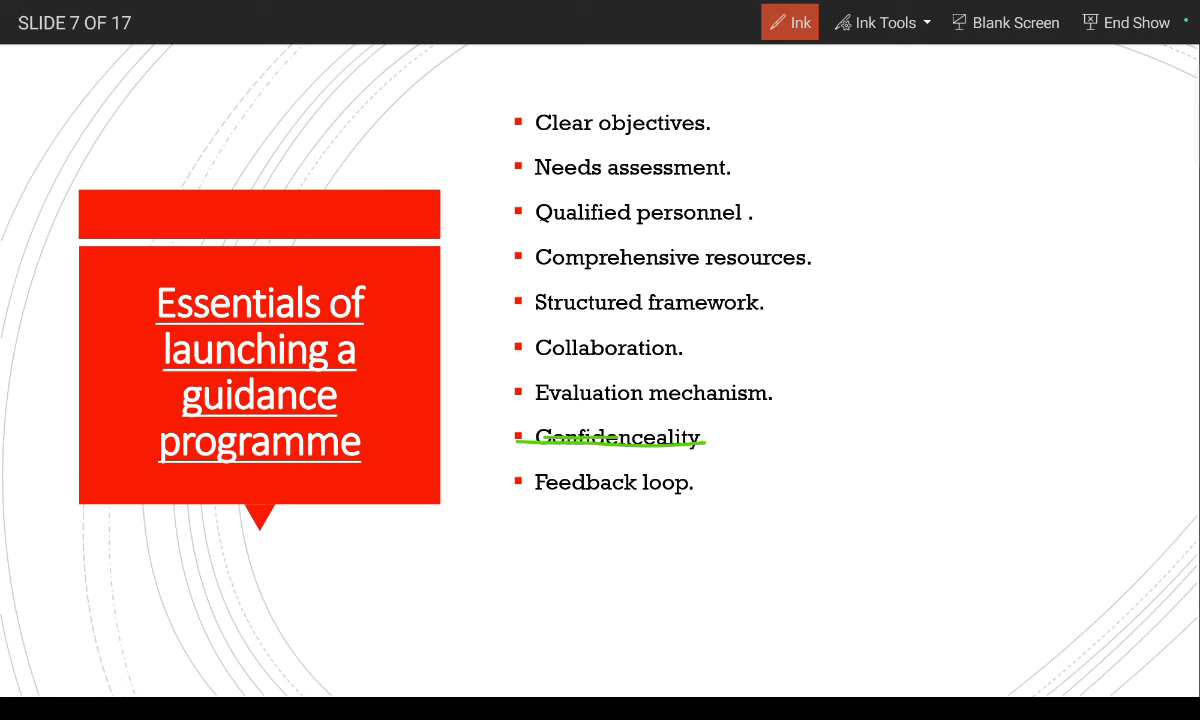 SLIDE 7 OF 17
Ink
Ink Tools
Blank Screen
End Show
Essentials of
launching a
guidance
programme
Clear objectives.
Needs assessment.
Qualified personnel .
Comprehensive resources.
Structured framework.
Collaboration.
Evaluation mechanism.
Confidenceality.
Feedback loop.